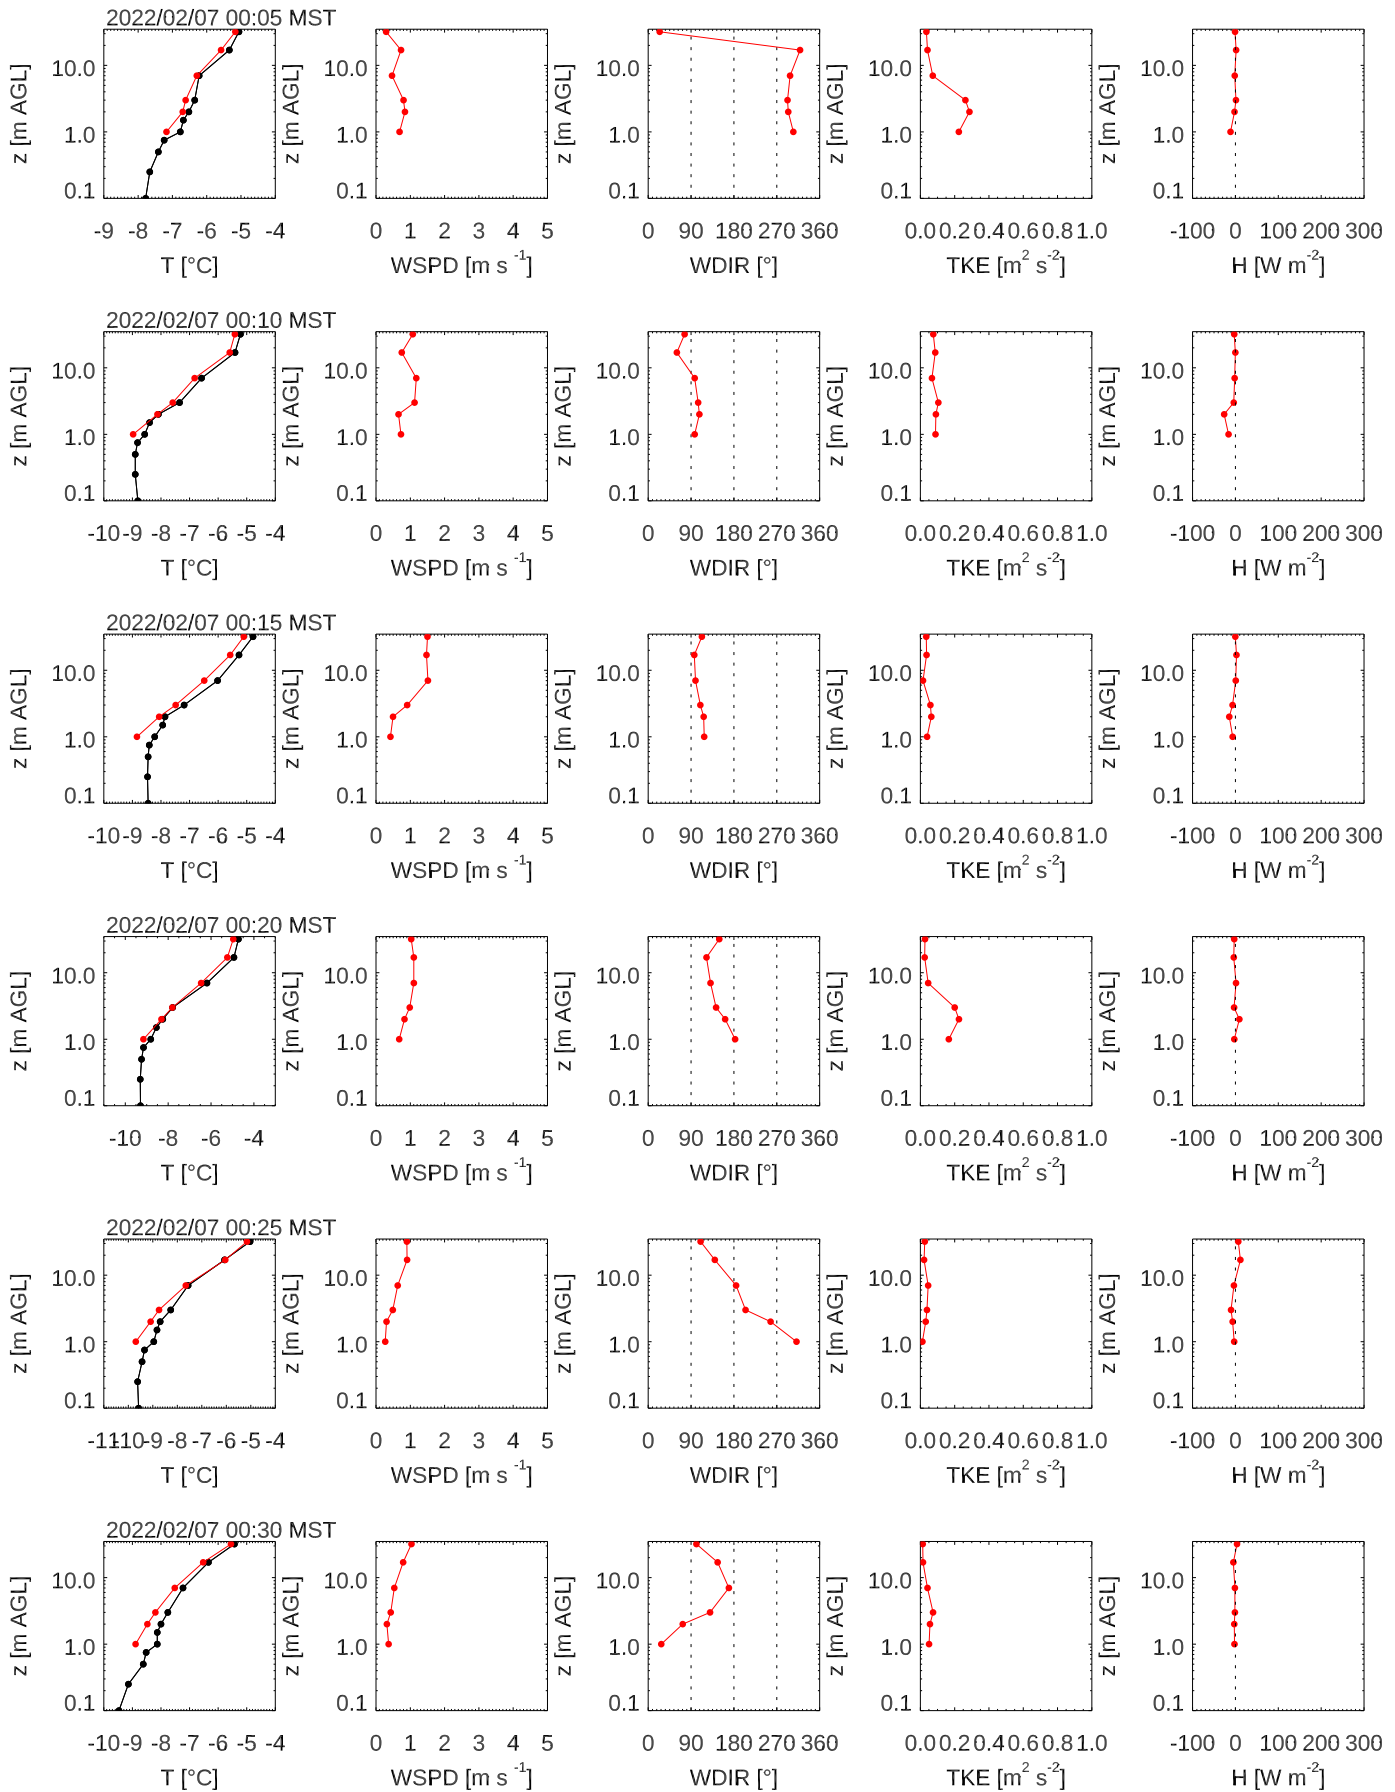 2022/02/07 00:05 MST
z [m AGL] 10.0 1.0 0.1 z [m AGL] 10.0 1.0 0.1 z [m AGL] 10.0 1.0 0.1 z [m AGL] 10.0 1.0 0.1 z [m AGL] 10.0 1.0 0.1
-9 -8 -7 -6 -5 -4 0 1 2 3 4 5 0 90 180 270 360 0.0 0.2 0.4 0.6 0.8 1.0 -100 0 100 200 300
T [°C] WSPD [m s⁻¹] WDIR [°] TKE [m² s⁻²] H [W m⁻²]
2022/02/07 00:10 MST
z [m AGL] 10.0 1.0 0.1 z [m AGL] 10.0 1.0 0.1 z [m AGL] 10.0 1.0 0.1 z [m AGL] 10.0 1.0 0.1 z [m AGL] 10.0 1.0 0.1
-10 -9 -8 -7 -6 -5 -4 0 1 2 3 4 5 0 90 180 270 360 0.0 0.2 0.4 0.6 0.8 1.0 -100 0 100 200 300
T [°C] WSPD [m s⁻¹] WDIR [°] TKE [m² s⁻²] H [W m⁻²]
2022/02/07 00:15 MST
z [m AGL] 10.0 1.0 0.1 z [m AGL] 10.0 1.0 0.1 z [m AGL] 10.0 1.0 0.1 z [m AGL] 10.0 1.0 0.1 z [m AGL] 10.0 1.0 0.1
-10 -9 -8 -7 -6 -5 -4 0 1 2 3 4 5 0 90 180 270 360 0.0 0.2 0.4 0.6 0.8 1.0 -100 0 100 200 300
T [°C] WSPD [m s⁻¹] WDIR [°] TKE [m² s⁻²] H [W m⁻²]
2022/02/07 00:20 MST
z [m AGL] 10.0 1.0 0.1 z [m AGL] 10.0 1.0 0.1 z [m AGL] 10.0 1.0 0.1 z [m AGL] 10.0 1.0 0.1 z [m AGL] 10.0 1.0 0.1
-10 -8 -6 -4 0 1 2 3 4 5 0 90 180 270 360 0.0 0.2 0.4 0.6 0.8 1.0 -100 0 100 200 300
T [°C] WSPD [m s⁻¹] WDIR [°] TKE [m² s⁻²] H [W m⁻²]
2022/02/07 00:25 MST
z [m AGL] 10.0 1.0 0.1 z [m AGL] 10.0 1.0 0.1 z [m AGL] 10.0 1.0 0.1 z [m AGL] 10.0 1.0 0.1 z [m AGL] 10.0 1.0 0.1
-11 -10 -9 -8 -7 -6 -5 -4 0 1 2 3 4 5 0 90 180 270 360 0.0 0.2 0.4 0.6 0.8 1.0 -100 0 100 200 300
T [°C] WSPD [m s⁻¹] WDIR [°] TKE [m² s⁻²] H [W m⁻²]
2022/02/07 00:30 MST
z [m AGL] 10.0 1.0 0.1 z [m AGL] 10.0 1.0 0.1 z [m AGL] 10.0 1.0 0.1 z [m AGL] 10.0 1.0 0.1 z [m AGL] 10.0 1.0 0.1
-10 -9 -8 -7 -6 -5 -4 0 1 2 3 4 5 0 90 180 270 360 0.0 0.2 0.4 0.6 0.8 1.0 -100 0 100 200 300
T [°C] WSPD [m s⁻¹] WDIR [°] TKE [m² s⁻²] H [W m⁻²]